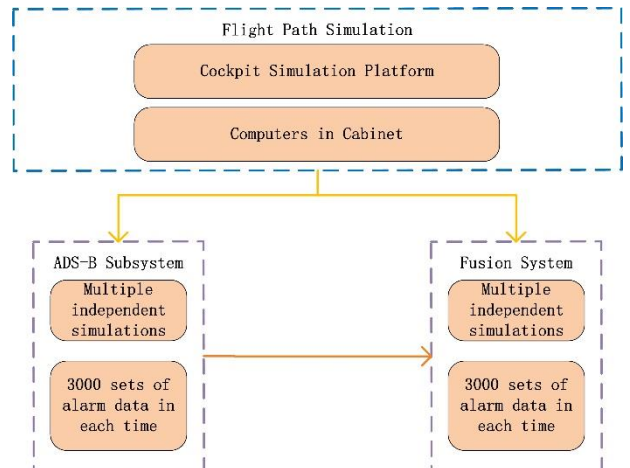 Flight Path Simulation
Cockpit Simulation Platform
Computers in Cabinet
ADS-B Subsystem
Multiple
independent
simulations
3000 sets of
alarm data in
each time
Fusion System
Multiple
independent
simulations
3000 sets of
alarm data in
each time